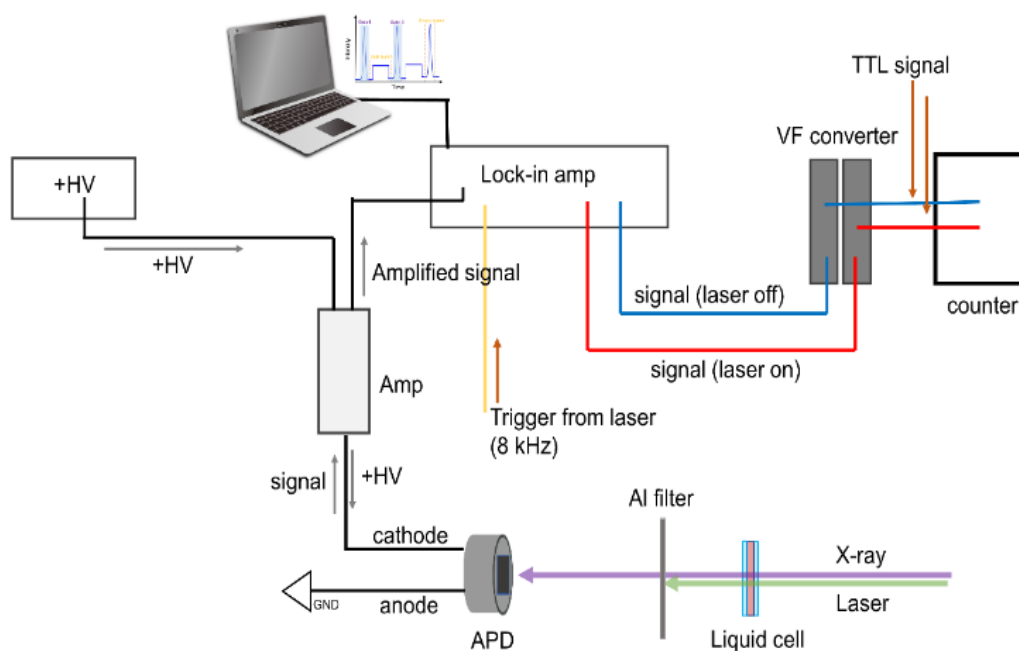 TTL signal
VF converter
Lock-in amp
+HV
+HV
Amplified signal
signal (laser off)
counter
signal (laser on)
Amp
Trigger from laser
(8 kHz)
signal
+HV
Al filter
cathode
X-ray
GND
anode
Laser
APD
Liquid cell
Time